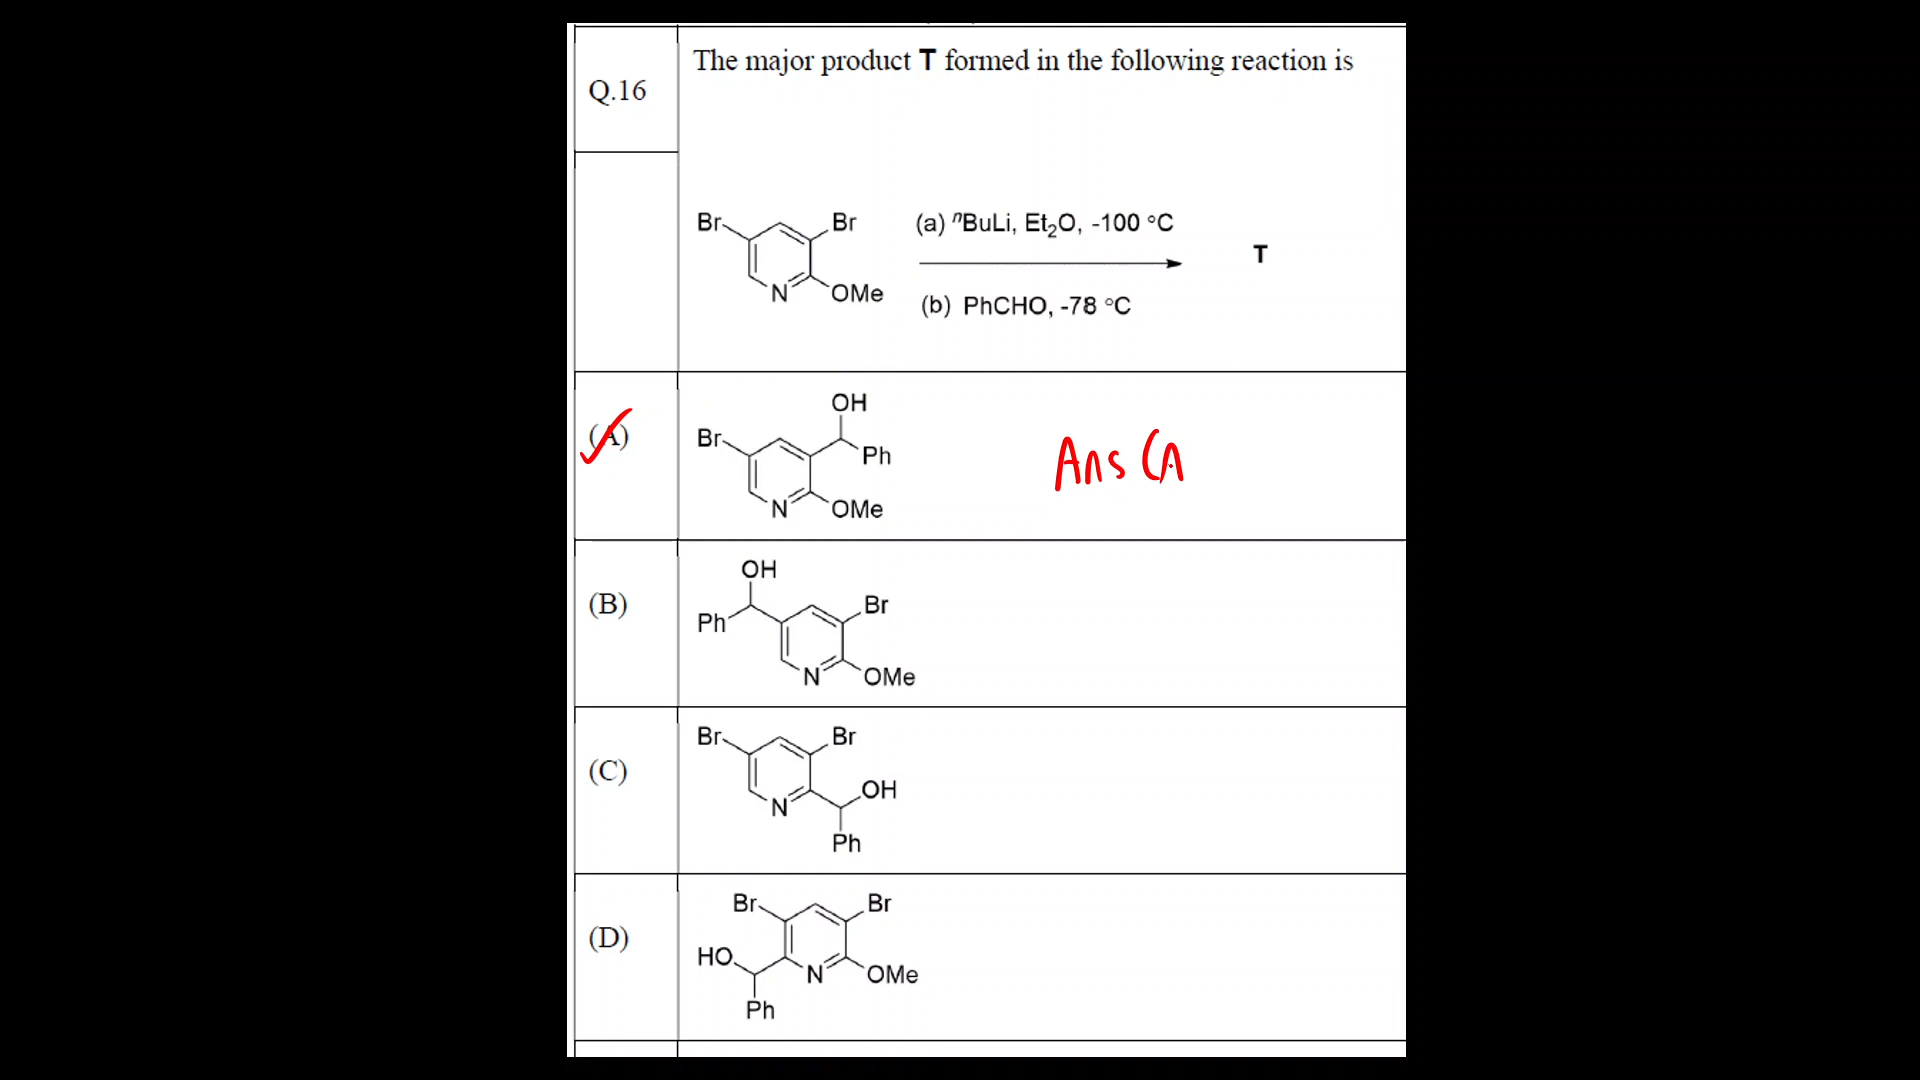 The major product T formed in the following reaction is
Q.16
Br Br
N OMe
(a) ⁿBuLi, Et₂O, -100 °C
(b) PhCHO, -78 °C
T
(A)
OH
Br
Ph
N OMe
Ans (A
(B)
OH
Br
Ph
N OMe
(C)
Br Br
OH
N
Ph
(D)
Br Br
HO
N OMe
Ph